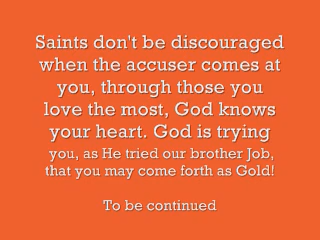 Saints don't be discouraged
when the accuser comes at
you, through those you
love the most, God knows
your heart. God is trying
you, as He tried our brother Job,
that you may come forth as Gold!
To be continued